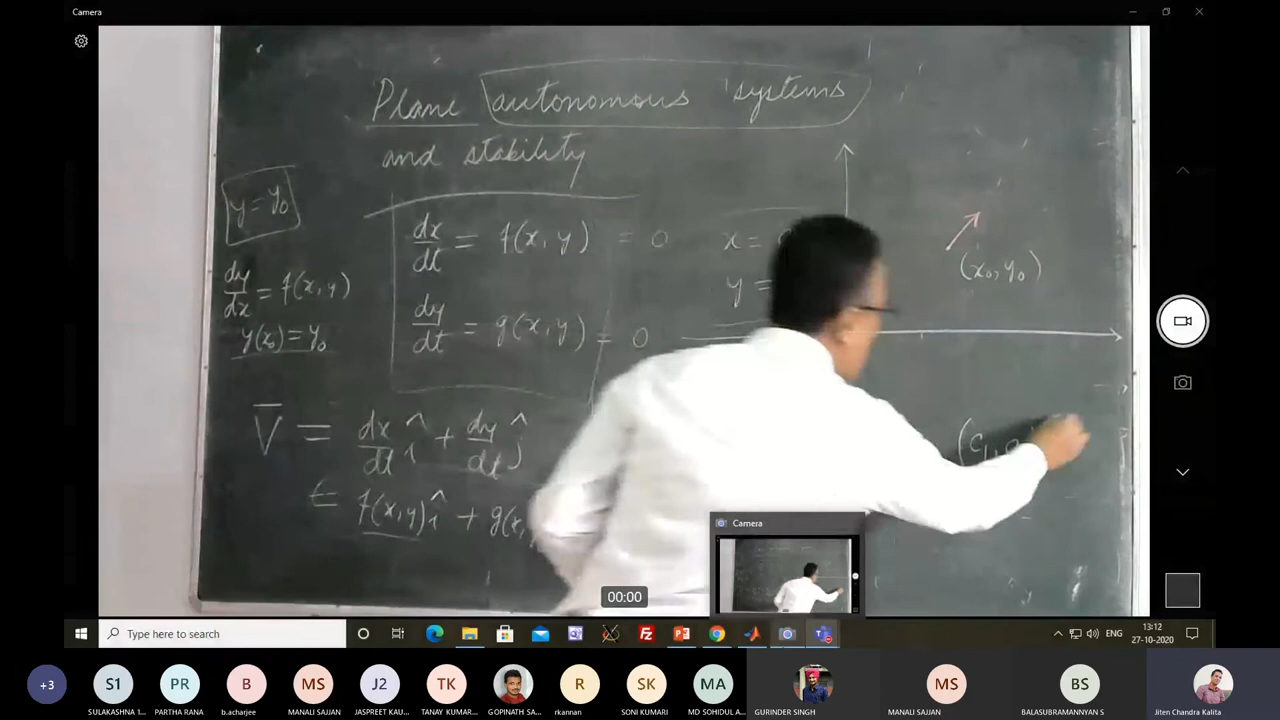 Camera
Plane autonomous systems
and stability
y = y₀
dx/dt = f(x, y) = 0
x =
(x₀, y₀)
dy/dx = f(x, y)
y =
y(x₀) = y₀
dy/dt = g(x, y) = 0
V̄ = dx/dt î + dy/dt ĵ
(c₁,
= f(x,y) î + g(x,
Camera
00:00
Type here to search
ENG
13:12
27-10-2020
+3
S1
PR
B
MS
J2
TK
R
SK
MA
MS
BS
SULAKASHNA 1...
PARTHA RANA
b.acharjee
MANALI SAJJAN
JASPREET KAU...
TANAY KUMAR...
GOPINATH SA...
rkannan
SONI KUMARI
MD SOHIDUL A...
GURINDER SINGH
MANALI SAJJAN
BALASUBRAMANNYAN S
Jiten Chandra Kalita